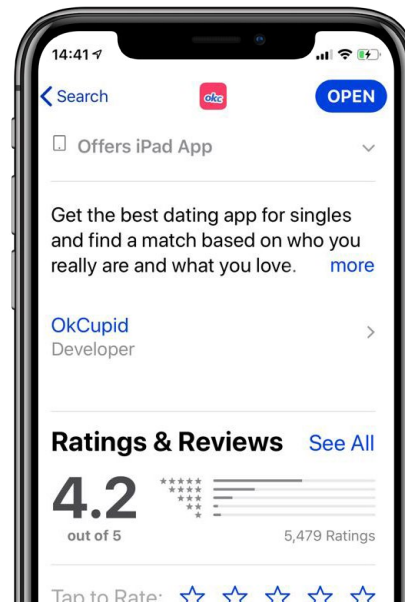 14:41
Search
okc
OPEN
Offers iPad App
Get the best dating app for singles
and find a match based on who you
really are and what you love. more
OkCupid
Developer
Ratings & Reviews See All
4.2
out of 5
5,479 Ratings
Tap to Rate: